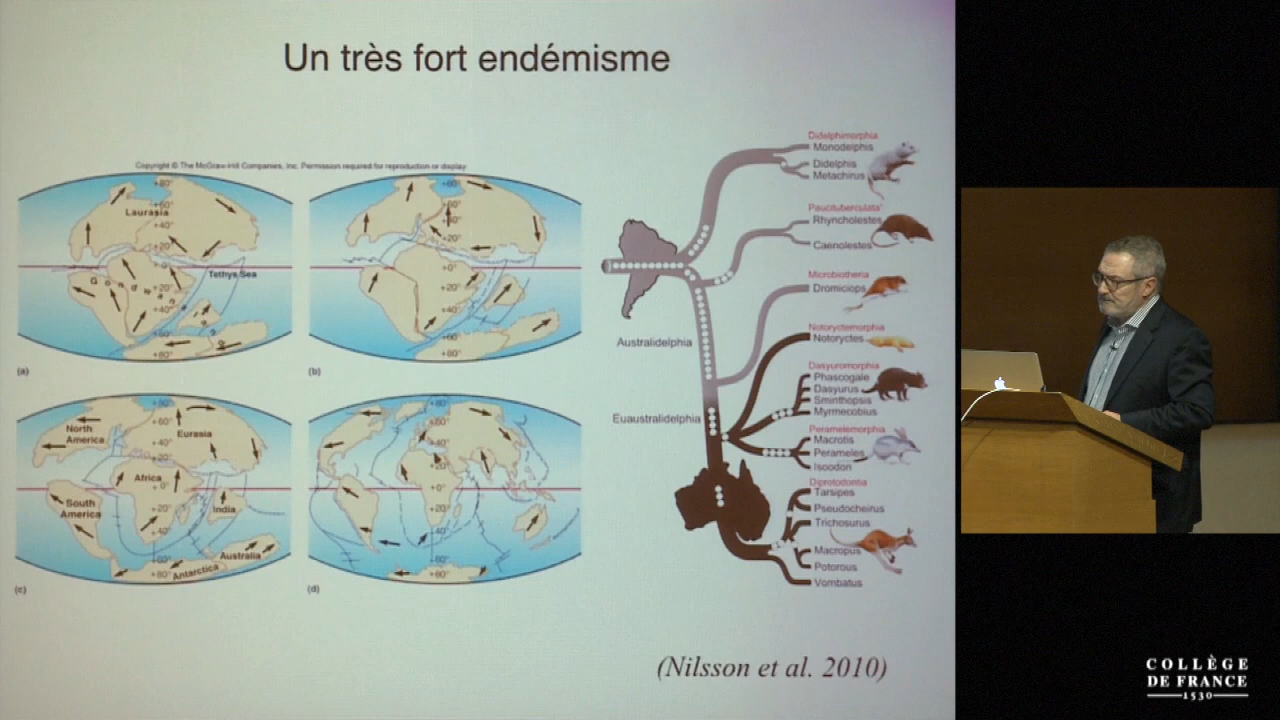 Un très fort endémisme
Copyright © The McGraw-Hill Companies, Inc. Permission required for reproduction or display
Laurasia
Tethys Sea
Gondwana
(a)
(b)
North
America
Eurasia
Africa
South
America
India
Australia
Antarctica
(c)
(d)
Didelphimorphia
Monodelphis
Didelphis
Metachirus
Paucituberculata
Rhyncholestes
Caenolestes
Microbiotheria
Dromiciops
Australidelphia
Notoryctemorphia
Notoryctes
Dasyuromorphia
Phascogale
Dasyurus
Sminthopsis
Myrmecobius
Euaustralidelphia
Peramelemorphia
Macrotis
Perameles
Isoodon
Diprotodontia
Tarsipes
Pseudocheirus
Trichosurus
Macropus
Potorous
Vombatus
(Nilsson et al. 2010)
COLLÈGE
DE FRANCE
1530